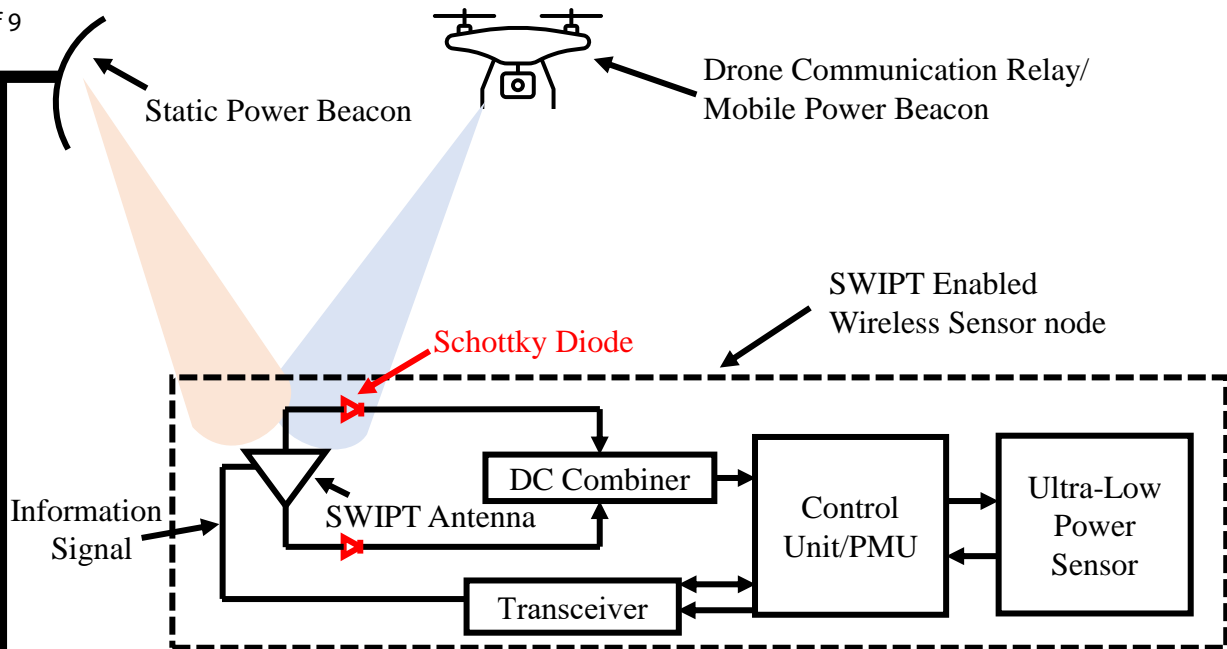 9
Static Power Beacon
Drone Communication Relay/
Mobile Power Beacon
SWIPT Enabled
Wireless Sensor node
Schottky Diode
DC Combiner
SWIPT Antenna
Information
Signal
Control
Unit/PMU
Ultra-Low
Power
Sensor
Transceiver